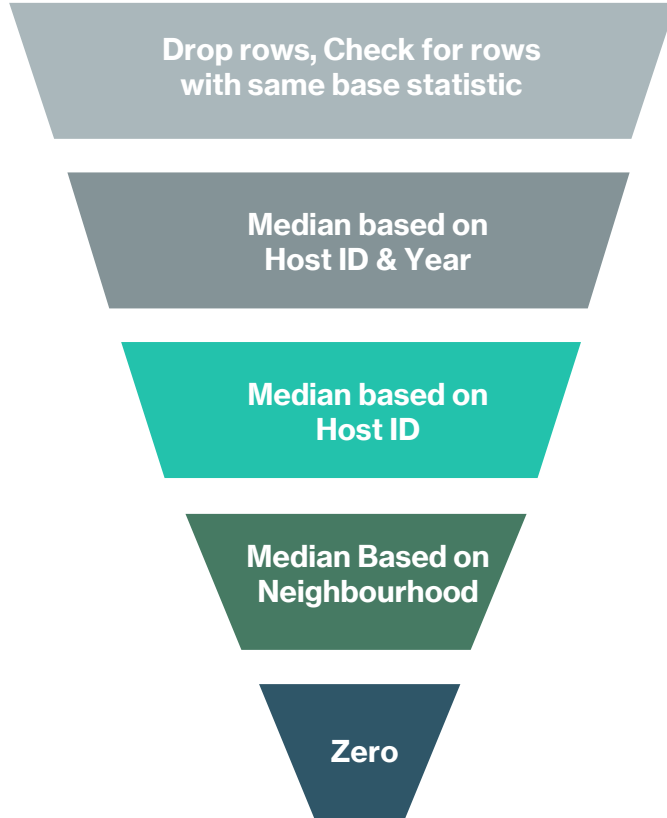 Drop rows, Check for rows
with same base statistic
Median based on
Host ID & Year
Median based on
Host ID
Median Based on
Neighbourhood
Zero